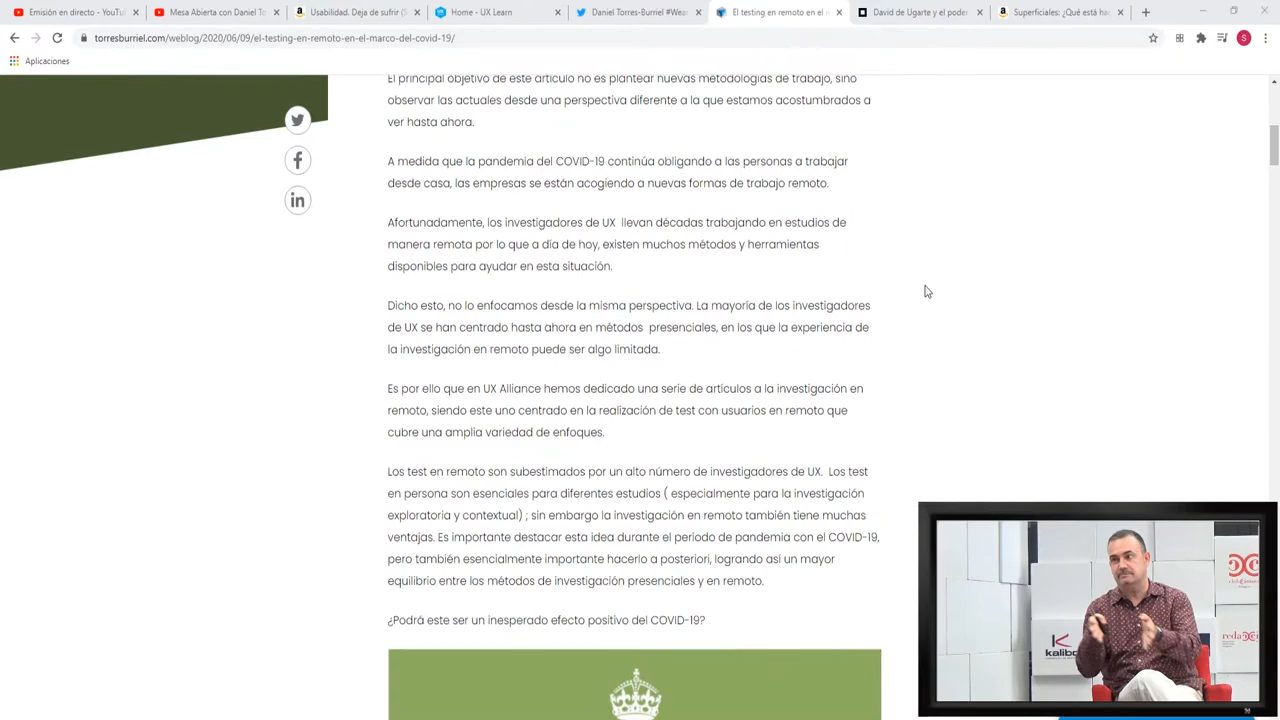 Emisión en directo - YouTu
Mesa Abierta con Daniel T
Usabilidad. Deja de sufrir (S
Home - UX Learn
Daniel Torres-Burriel #Wear
El testing en remoto en el m
David de Ugarte y el poder
Superficiales: ¿Qué está ha
torresburriel.com/weblog/2020/06/09/el-testing-en-remoto-en-el-marco-del-covid-19/
S
Aplicaciones
El principal objetivo de este artículo no es plantear nuevas metodologías de trabajo, sino
observar las actuales desde una perspectiva diferente a la que estamos acostumbrados a
ver hasta ahora.
A medida que la pandemia del COVID-19 continúa obligando a las personas a trabajar
desde casa, las empresas se están acogiendo a nuevas formas de trabajo remoto.
Afortunadamente, los investigadores de UX llevan décadas trabajando en estudios de
manera remota por lo que a día de hoy, existen muchos métodos y herramientas
disponibles para ayudar en esta situación.
Dicho esto, no lo enfocamos desde la misma perspectiva. La mayoría de los investigadores
de UX se han centrado hasta ahora en métodos presenciales, en los que la experiencia de
la investigación en remoto puede ser algo limitada.
Es por ello que en UX Alliance hemos dedicado una serie de artículos a la investigación en
remoto, siendo este uno centrado en la realización de test con usuarios en remoto que
cubre una amplia variedad de enfoques.
Los test en remoto son subestimados por un alto número de investigadores de UX. Los test
en persona son esenciales para diferentes estudios ( especialmente para la investigación
exploratoria y contextual) ; sin embargo la investigación en remoto también tiene muchas
ventajas. Es importante destacar esta idea durante el período de pandemia con el COVID-19,
pero también esencialmente importante hacerlo a posteriori, logrando así un mayor
equilibrio entre los métodos de investigación presenciales y en remoto.
¿Podrá este ser un inesperado efecto positivo del COVID-19?
kalibo